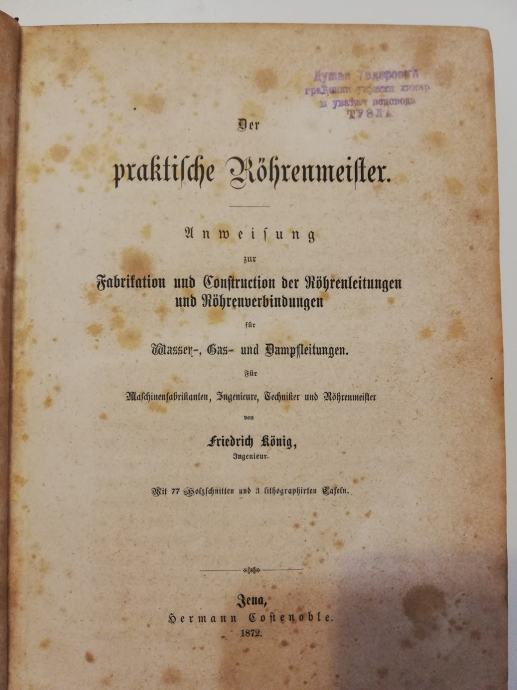 Der
praktische Röhrenmeister.
Anweisung
zur
Fabrikation und Construction der Röhrenleitungen
und Röhrenverbindungen
für
Wasser-, Gas- und Dampfleitungen.
Für
Maschinenfabrikanten, Ingenieure, Techniker und Röhrenmeister
von
Friedrich König,
Ingenieur.
Mit 77 Holzschnitten und 3 lithographirten Tafeln.
Jena,
Hermann Costenoble.
1872.